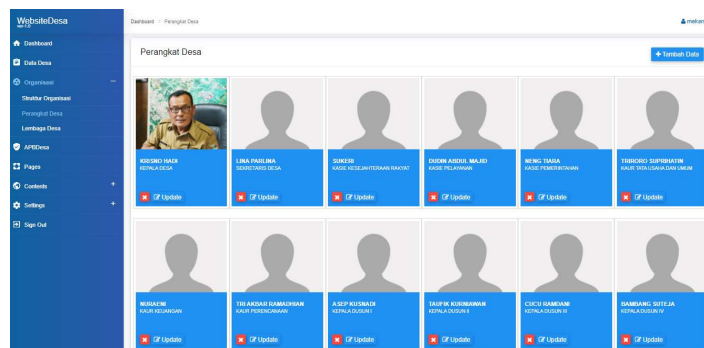 WebsiteDesa
Dashboard
Perangkat Desa
Dashboard
Data Desa
Organisasi
Struktur Organisasi
Perangkat Desa
Lembaga Desa
APBDesa
Pages
Contents
Settings
Sign Out
Perangkat Desa
Tambah Data
KRISNO HADI
KEPALA DESA
Update
LINA PARLINA
SEKRETARIS DESA
Update
SUKERI
KASIE KESEJAHTERAAN RAKYAT
Update
DUDIN ABDUL MAJID
KASIE PELAYANAN
Update
NENG TIARA
KASIE PEMERINTAHAN
Update
TRIRORO SUPRIHATIN
KAUR TATA USAHA DAN UMUM
Update
NURAENI
KAUR KEUANGAN
Update
TRI AKBAR RAMADHIAN
KAUR PERENCANAAN
Update
ASEP KUSNADI
KEPALA DUSUN I
Update
TAUFIK KURNIAWAN
KEPALA DUSUN II
Update
CUCU RAMDANI
KEPALA DUSUN III
Update
BAMBANG SUTEJA
KEPALA DUSUN IV
Update